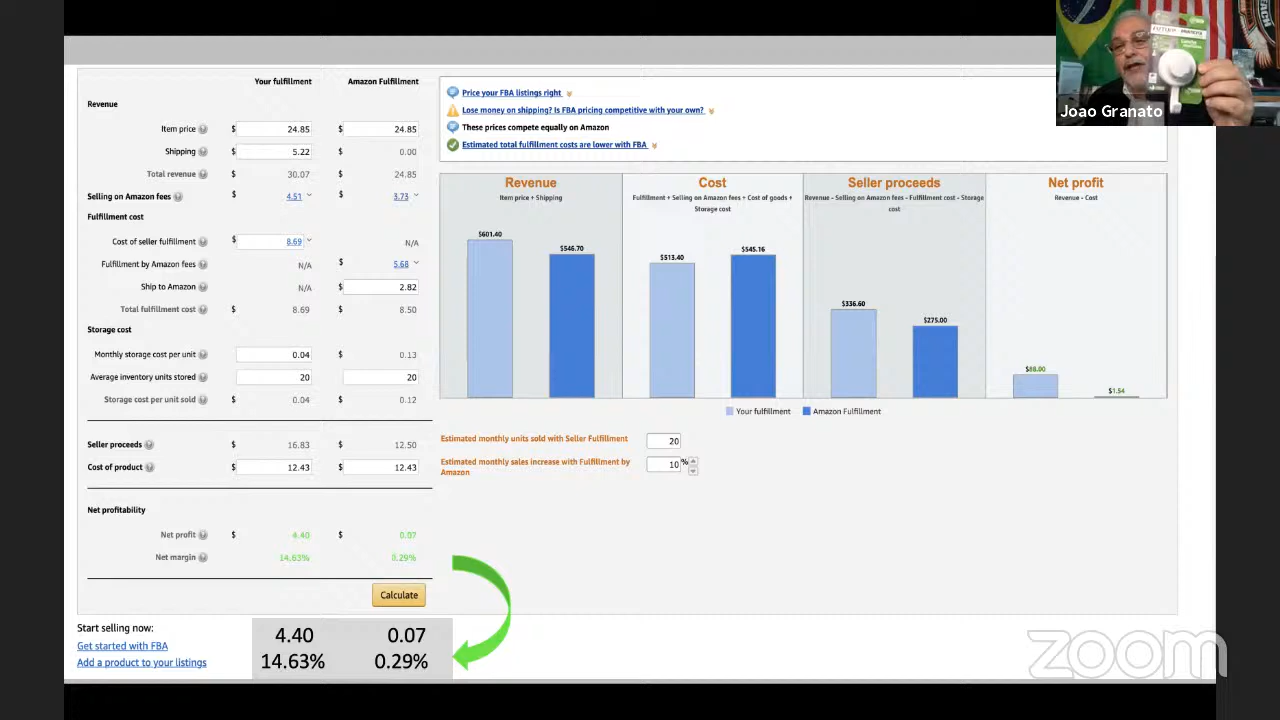 Your fulfillment Amazon Fulfillment
Revenue
Item price $ 24.85 $ 24.85
Shipping $ 5.22 $ 0.00
Total revenue $ 30.07 $ 24.85
Selling on Amazon fees $ 4.51 $ 3.73
Fulfillment cost
Cost of seller fulfillment $ 8.69 N/A
Fulfillment by Amazon fees N/A $ 5.68
Ship to Amazon N/A $ 2.82
Total fulfillment cost $ 8.69 $ 8.50
Storage cost
Monthly storage cost per unit $ 0.04 $ 0.13
Average inventory units stored 20 20
Storage cost per unit sold $ 0.04 $ 0.12
Seller proceeds $ 16.83 $ 12.50
Cost of product $ 12.43 $ 12.43
Net profitability
Net profit $ 4.40 $ 0.07
Net margin 14.63% 0.29%
Calculate
Start selling now:
Get started with FBA
Add a product to your listings
4.40 0.07
14.63% 0.29%
Price your FBA listings right
Lose money on shipping? Is FBA pricing competitive with your own?
These prices compete equally on Amazon
Estimated total fulfillment costs are lower with FBA
Revenue
Item price + Shipping
$601.40
$546.70
Cost
Fulfillment + Selling on Amazon fees + Cost of goods +
Storage cost
$513.40
$545.16
Seller proceeds
Revenue - Selling on Amazon fees - Fulfillment cost - Storage
cost
$336.60
$275.00
Net profit
Revenue - Cost
$88.00
$1.54
Your fulfillment Amazon Fulfillment
Estimated monthly units sold with Seller Fulfillment 20
Estimated monthly sales increase with Fulfillment by
Amazon 10 %
Joao Granato
zoom